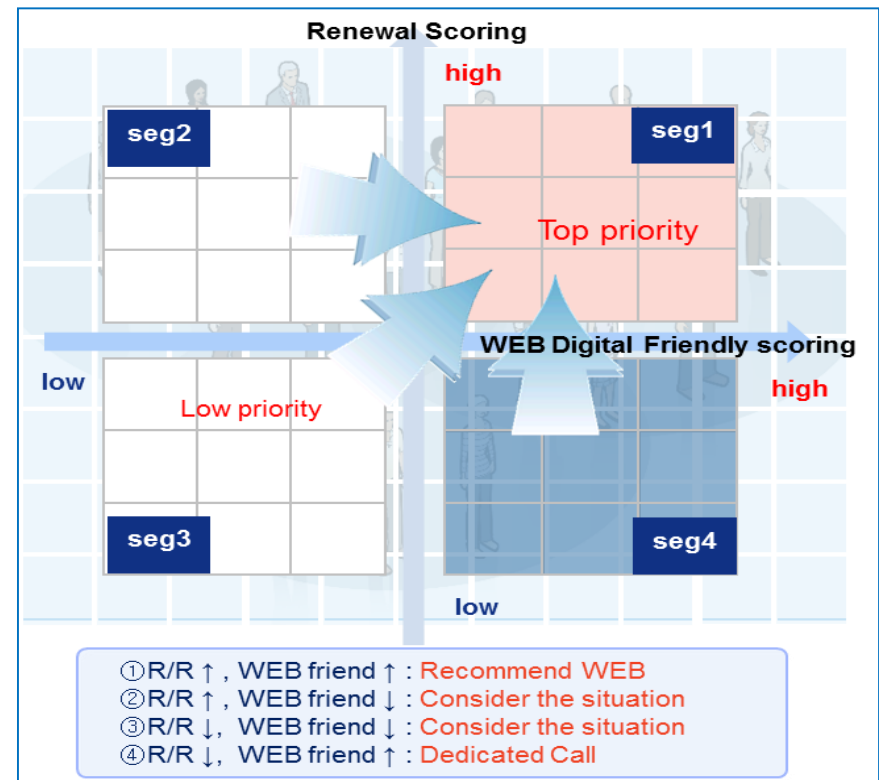 Renewal Scoring
high
seg2
seg1
Top priority
WEB Digital Friendly scoring
low
high
Low priority
seg3
seg4
low
①R/R ↑ , WEB friend ↑ : Recommend WEB
②R/R ↑ , WEB friend ↓ : Consider the situation
③R/R ↓, WEB friend ↓ : Consider the situation
④R/R ↓, WEB friend ↑ : Dedicated Call